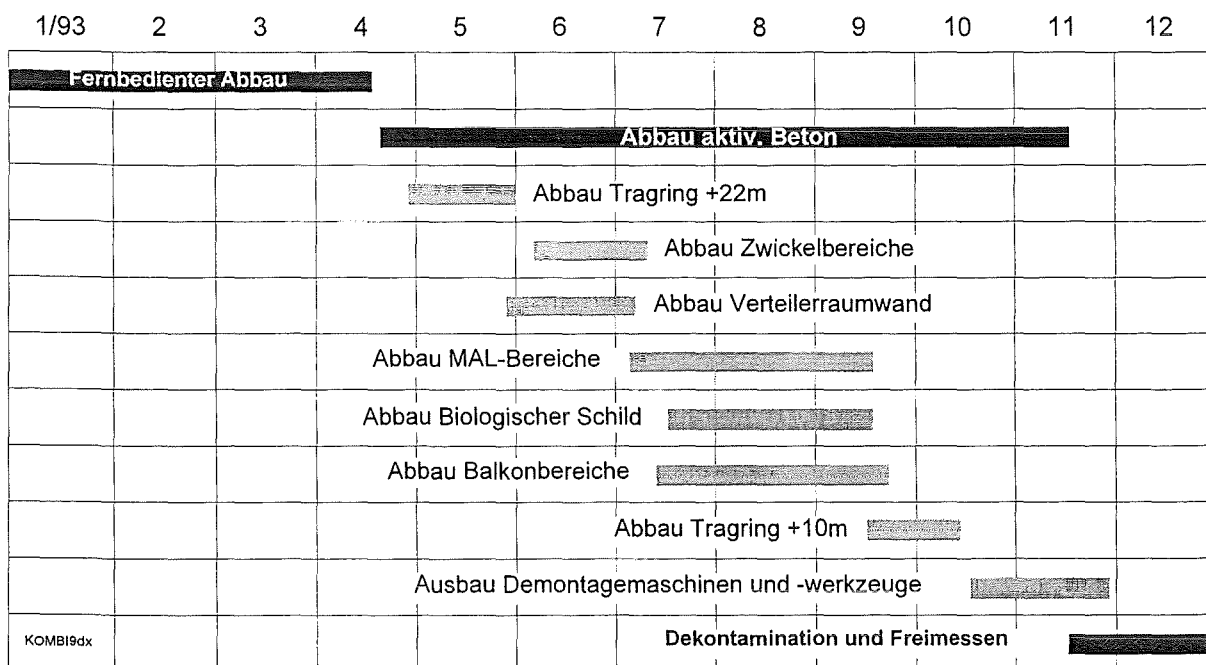 1/93 2 3 4 5 6 7 8 9 10 11 12
Fernbedienter Abbau
Abbau aktiv. Beton
Abbau Tragring +22m
Abbau Zwickelbereiche
Abbau Verteilerraumwand
Abbau MAL-Bereiche
Abbau Biologischer Schild
Abbau Balkonbereiche
Abbau Tragring +10m
Ausbau Demontagemaschinen und -werkzeuge
KOMBI9dx Dekontamination und Freimessen